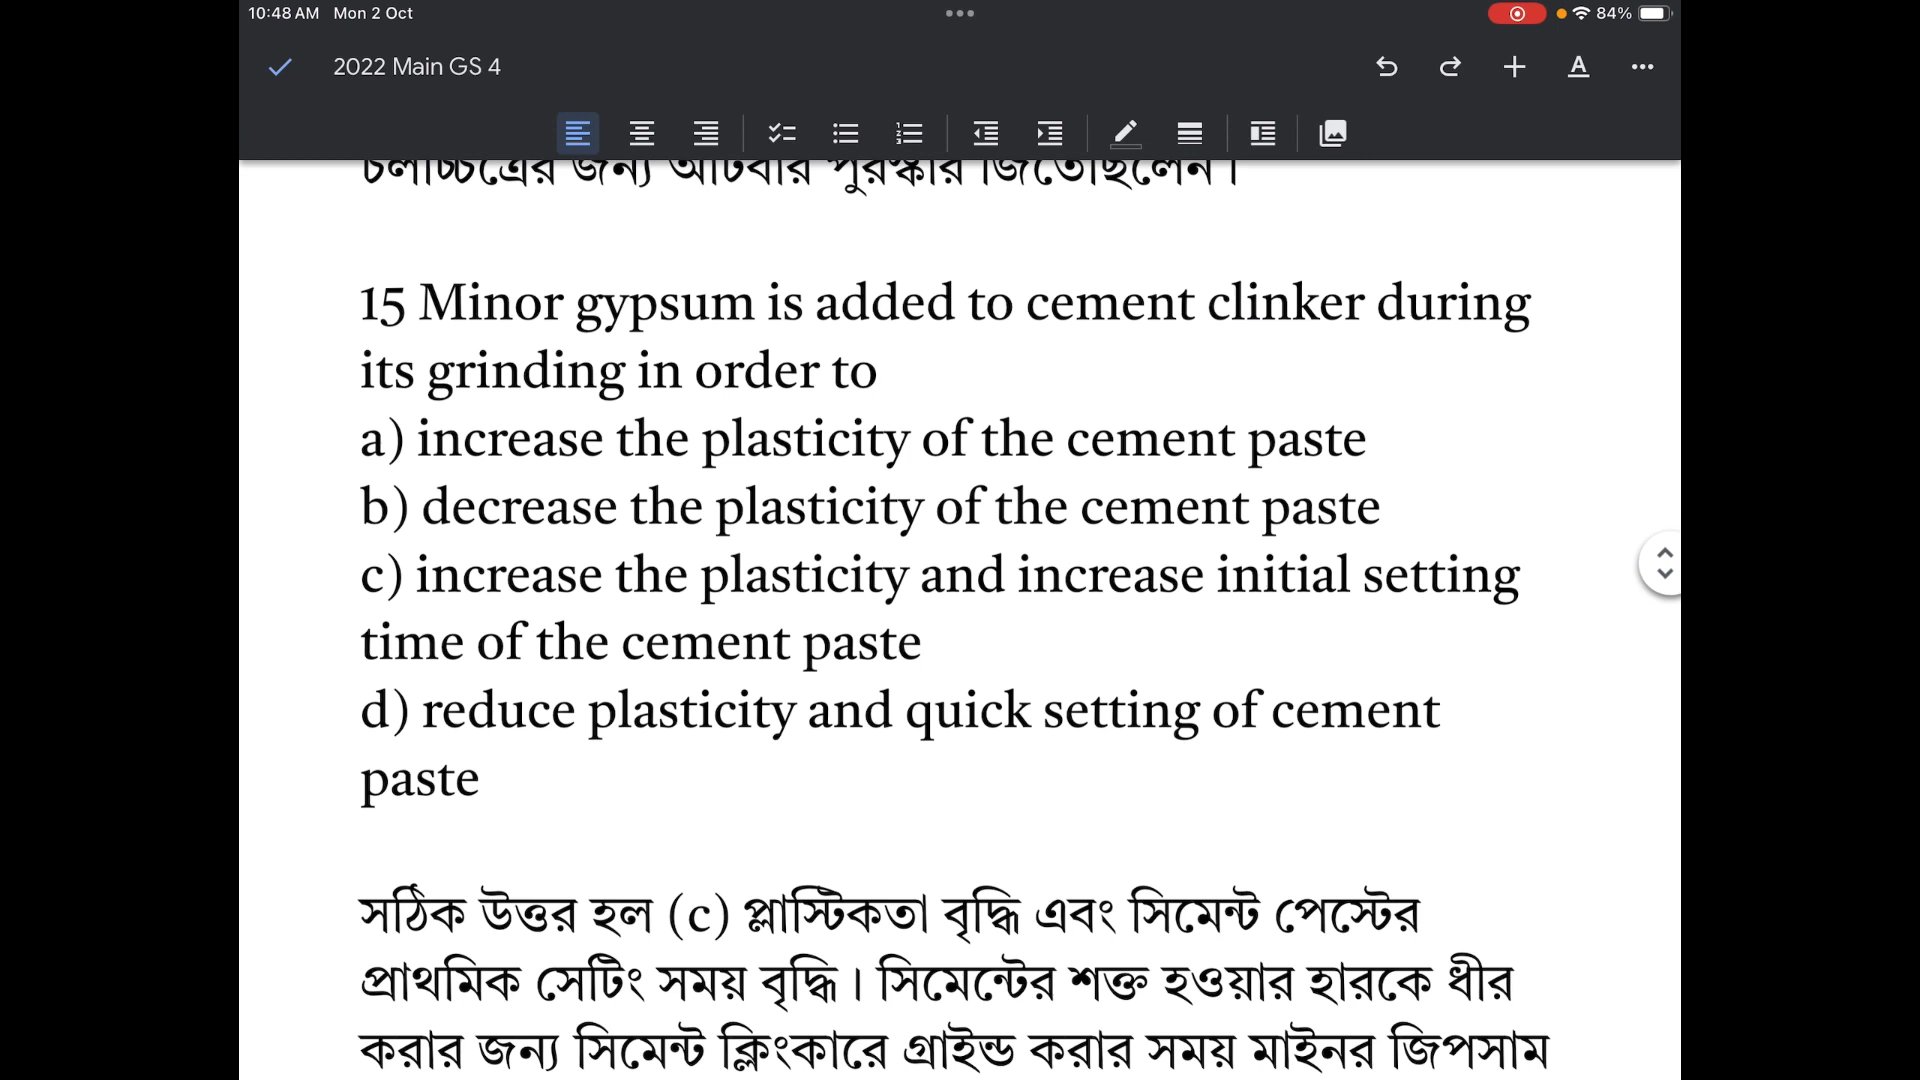 10:48 AM Mon 2 Oct
84%
2022 Main GS 4
চলচ্চিত্রের জন্য আটবার পুরস্কার জিতেছিলেন।
15 Minor gypsum is added to cement clinker during
its grinding in order to
a) increase the plasticity of the cement paste
b) decrease the plasticity of the cement paste
c) increase the plasticity and increase initial setting
time of the cement paste
d) reduce plasticity and quick setting of cement
paste
সঠিক উত্তর হল (c) প্লাস্টিকতা বৃদ্ধি এবং সিমেন্ট পেস্টের
প্রাথমিক সেটিং সময় বৃদ্ধি। সিমেন্টের শক্ত হওয়ার হারকে ধীর
করার জন্য সিমেন্ট ক্লিংকারে গ্রাইন্ড করার সময় মাইনর জিপসাম